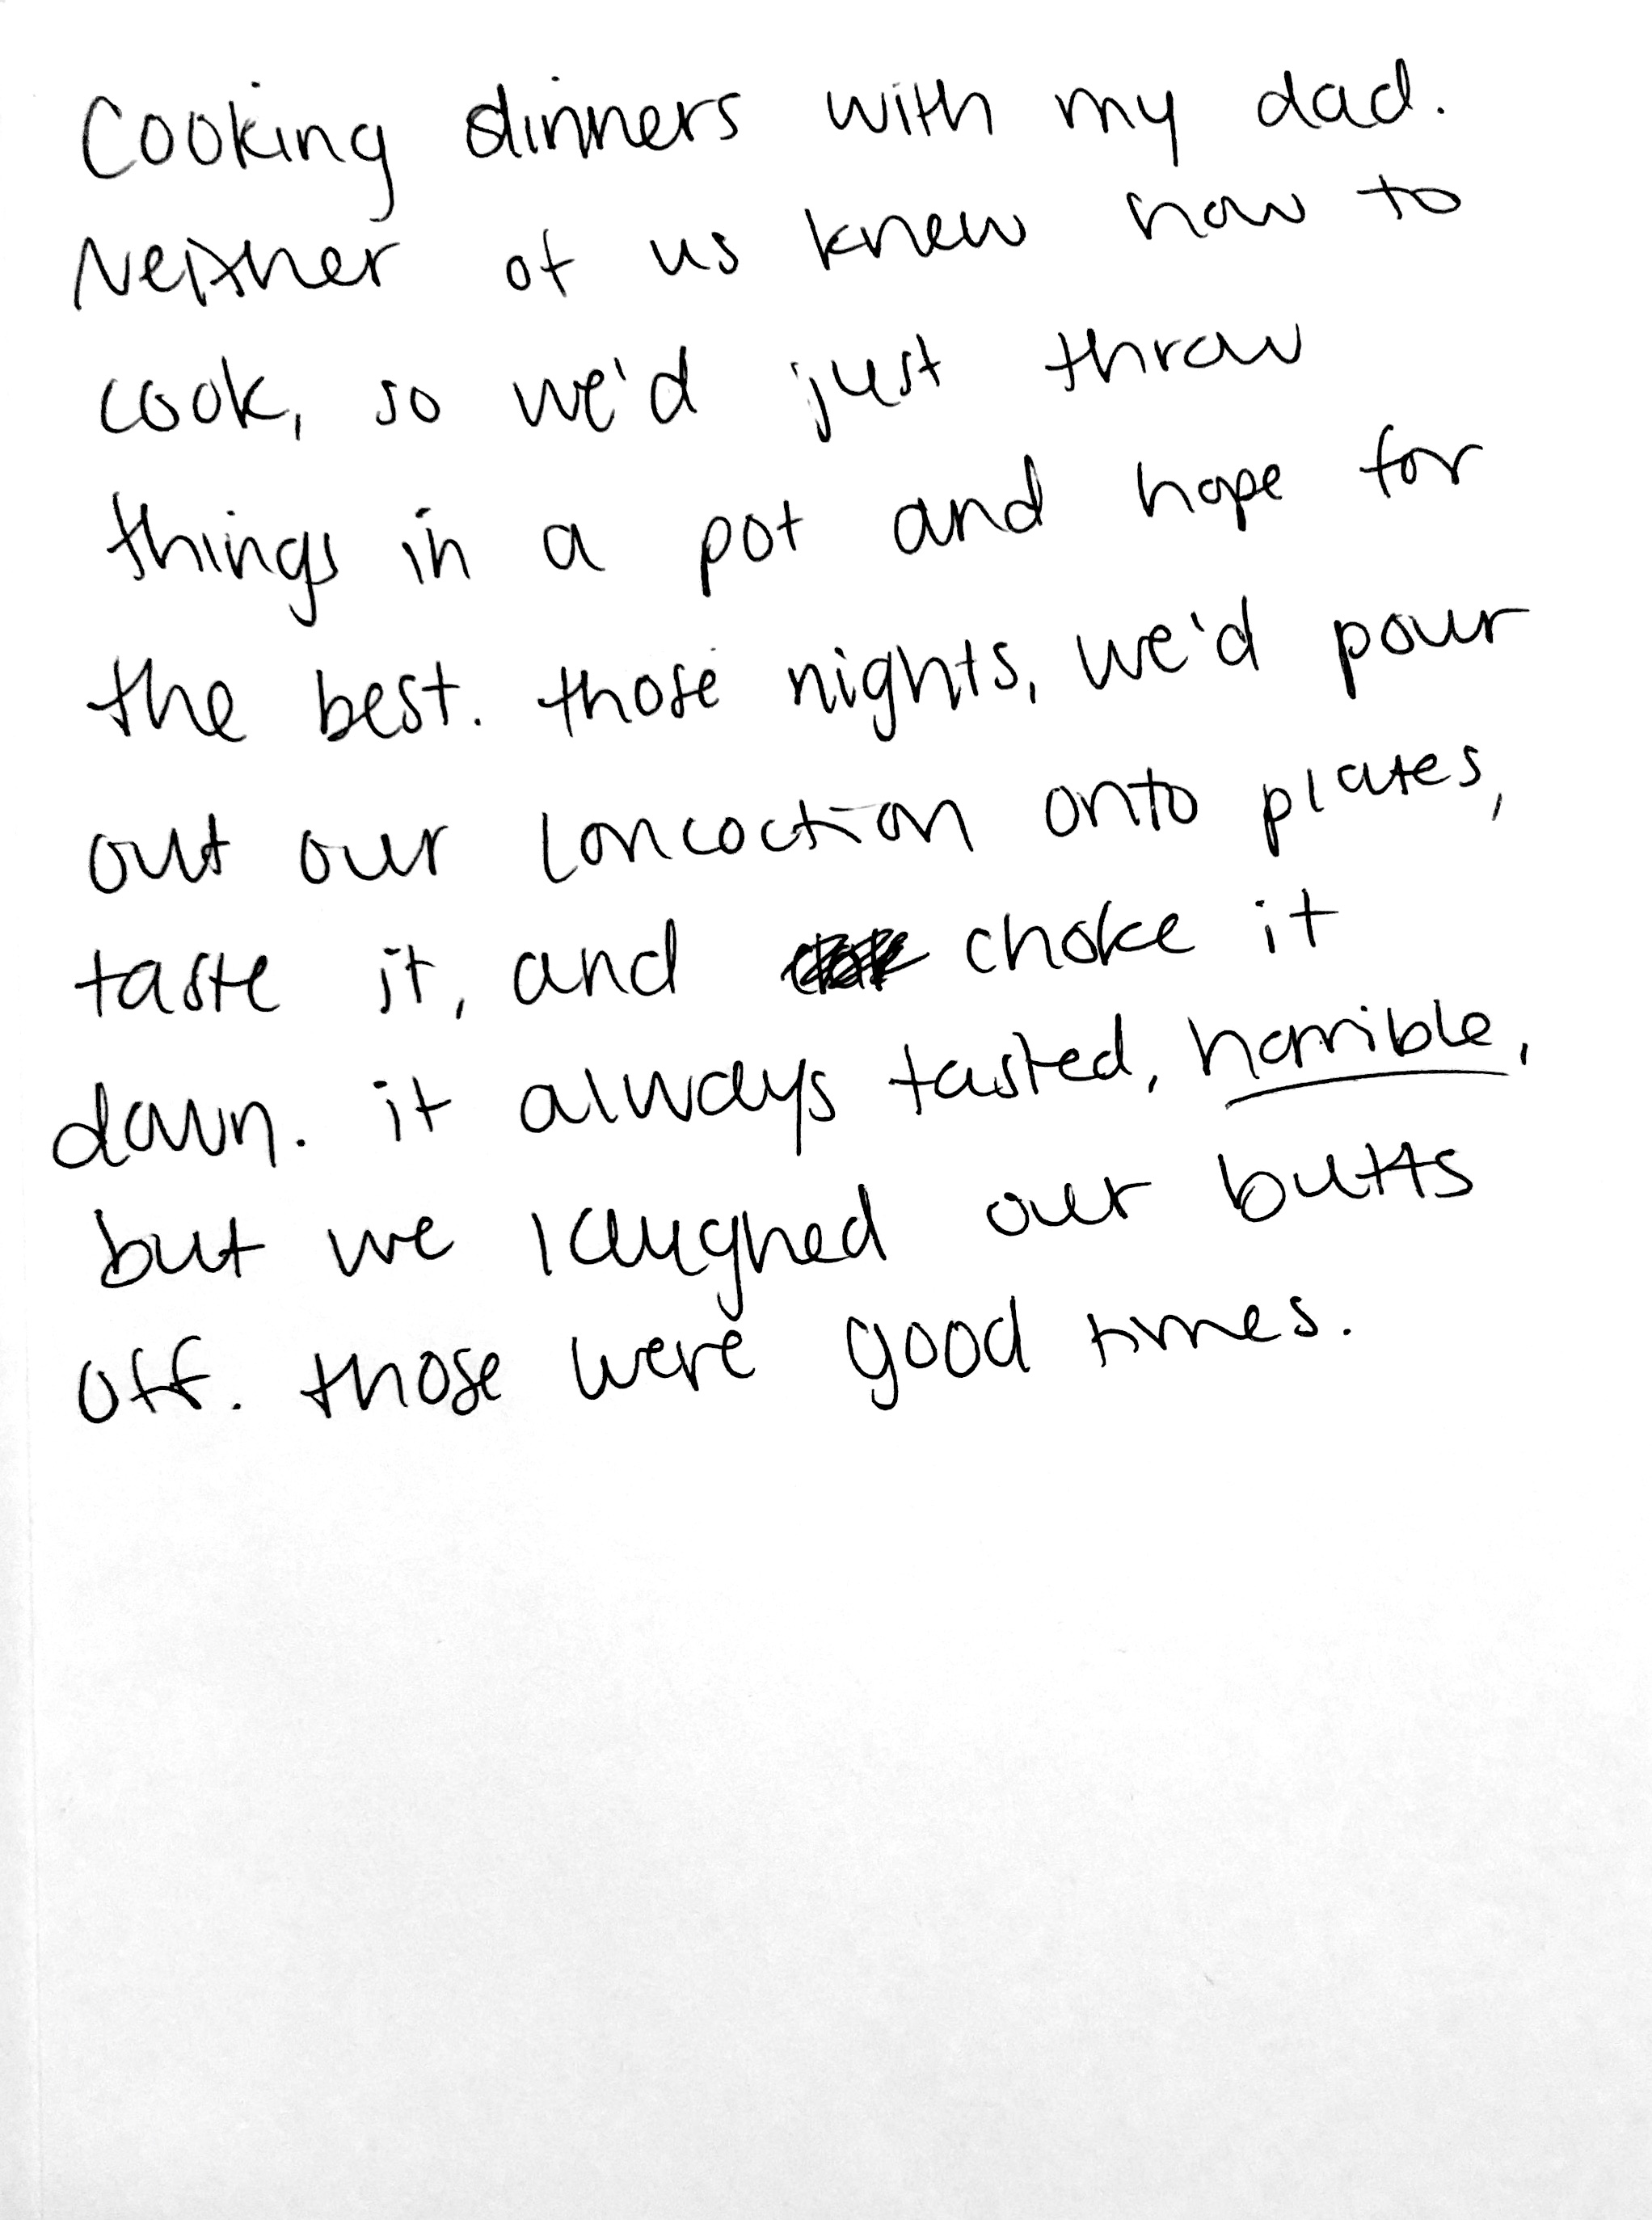 Cooking dinners with my dad.
Neither of us knew how to
cook, so we'd just throw
things in a pot and hope for
the best. those nights, we'd pour
out our concoction onto plates,
taste it, and choke it
down. it always tasted, horrible,
but we laughed our butts
off. those were good times.